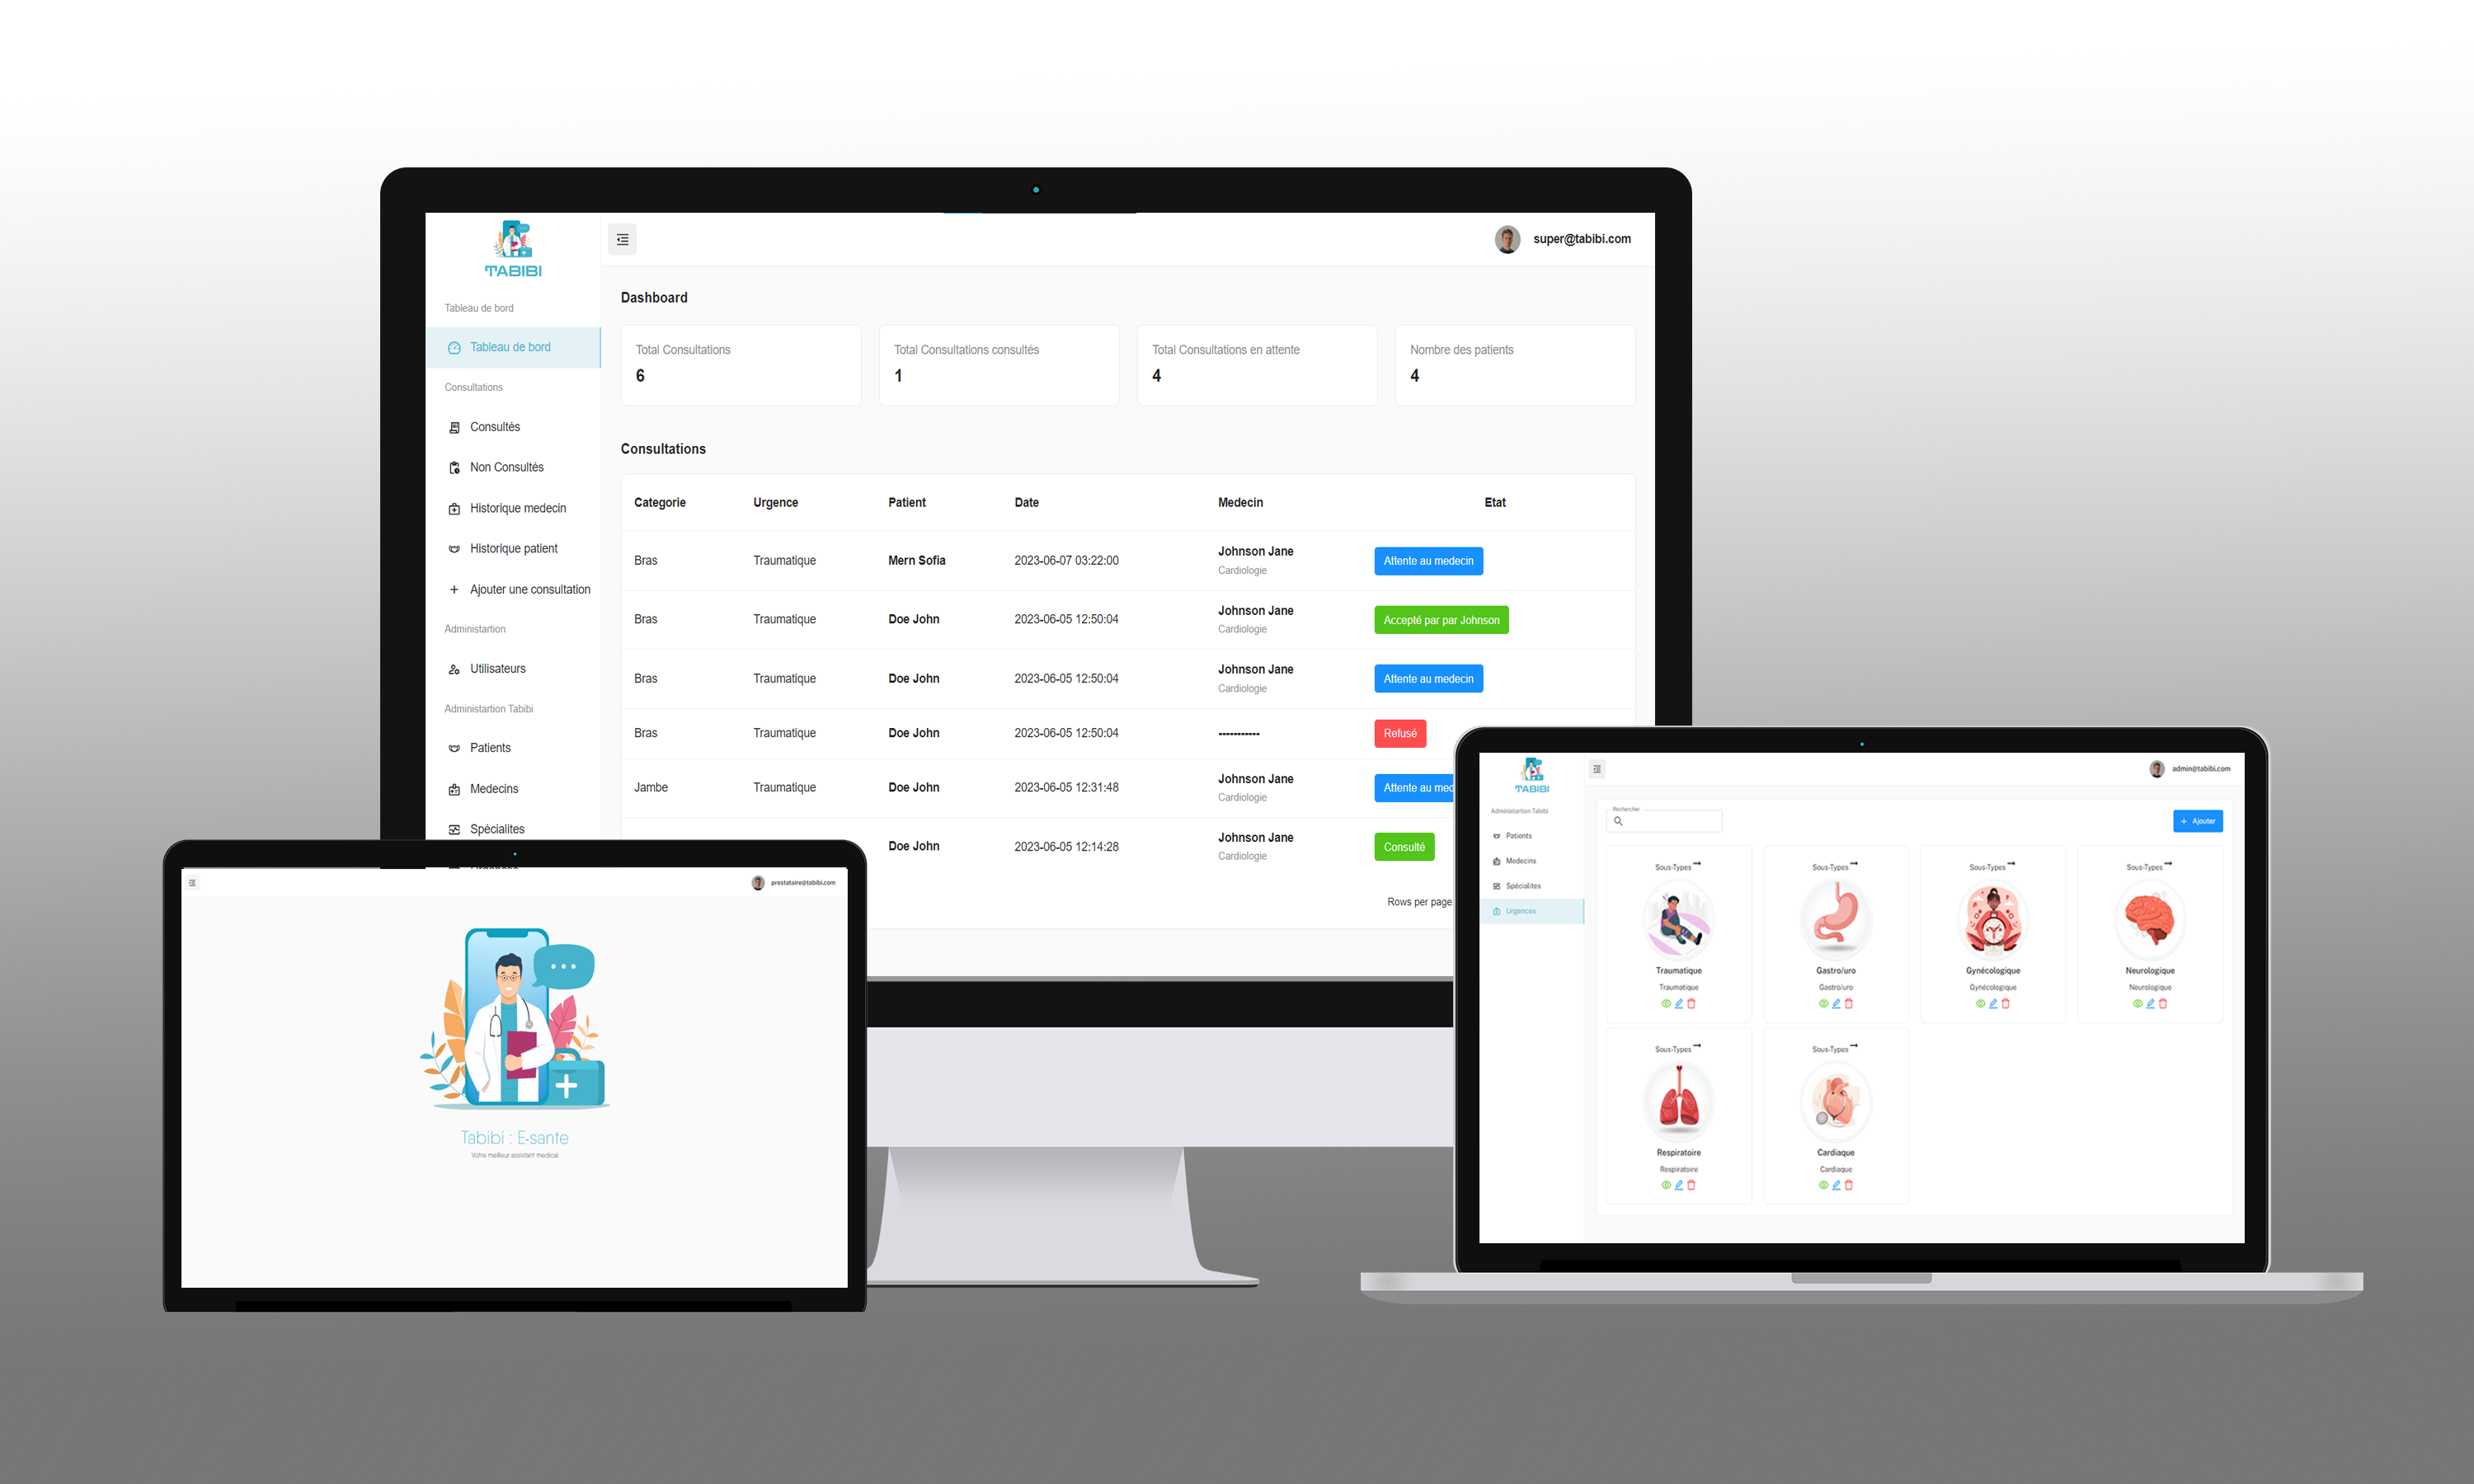 TABIBI
super@tabibi.com
Tableau de bord
Tableau de bord
Consultations
Consultés
Non Consultés
Historique medecin
Historique patient
Ajouter une consultation
Administartion
Utilisateurs
Administartion Tabibi
Patients
Medecins
Spécialites
Dashboard
Total Consultations
6
Total Consultations consultés
1
Total Consultations en attente
4
Nombre des patients
4
Consultations
Categorie Urgence Patient Date Medecin Etat
Bras Traumatique Mern Sofia 2023-06-07 03:22:00 Johnson Jane Attente au medecin
Cardiologie
Bras Traumatique Doe John 2023-06-05 12:50:04 Johnson Jane Accepté par par Johnson
Cardiologie
Bras Traumatique Doe John 2023-06-05 12:50:04 Johnson Jane Attente au medecin
Cardiologie
Bras Traumatique Doe John 2023-06-05 12:50:04 ----------- Refusé
Jambe Traumatique Doe John 2023-06-05 12:31:48 Johnson Jane Attente au med
Cardiologie
Doe John 2023-06-05 12:14:28 Johnson Jane Consulté
Cardiologie
Rows per page
prestataire@tabibi.com
Tabibi : E-sante
Votre meilleur assistant medical
TABIBI
admin@tabibi.com
Administartion Tabibi
Patients
Medecins
Spécialites
Urgences
Rechercher
+ Ajouter
Sous-Types Sous-Types Sous-Types Sous-Types
Traumatique Gastro/uro Gynécologique Neurologique
Traumatique Gastro/uro Gynécologique Neurologique
Sous-Types Sous-Types
Respiratoire Cardiaque
Respiratoire Cardiaque